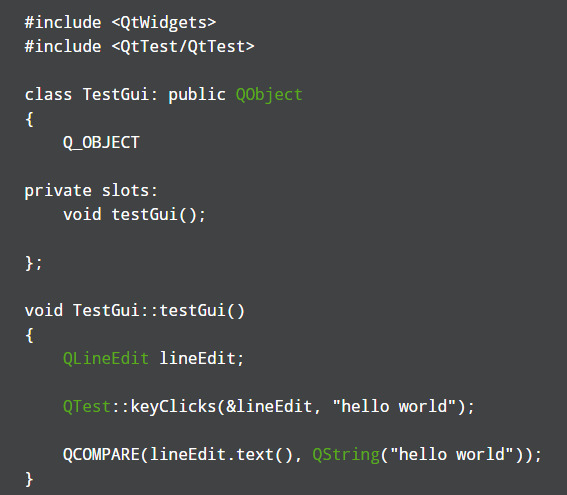 #include <QtWidgets>
#include <QtTest/QtTest>
class TestGui: public QObject
{
    Q_OBJECT
private slots:
    void testGui();
};
void TestGui::testGui()
{
    QLineEdit lineEdit;
    QTest::keyClicks(&lineEdit, "hello world");
    QCOMPARE(lineEdit.text(), QString("hello world"));
}